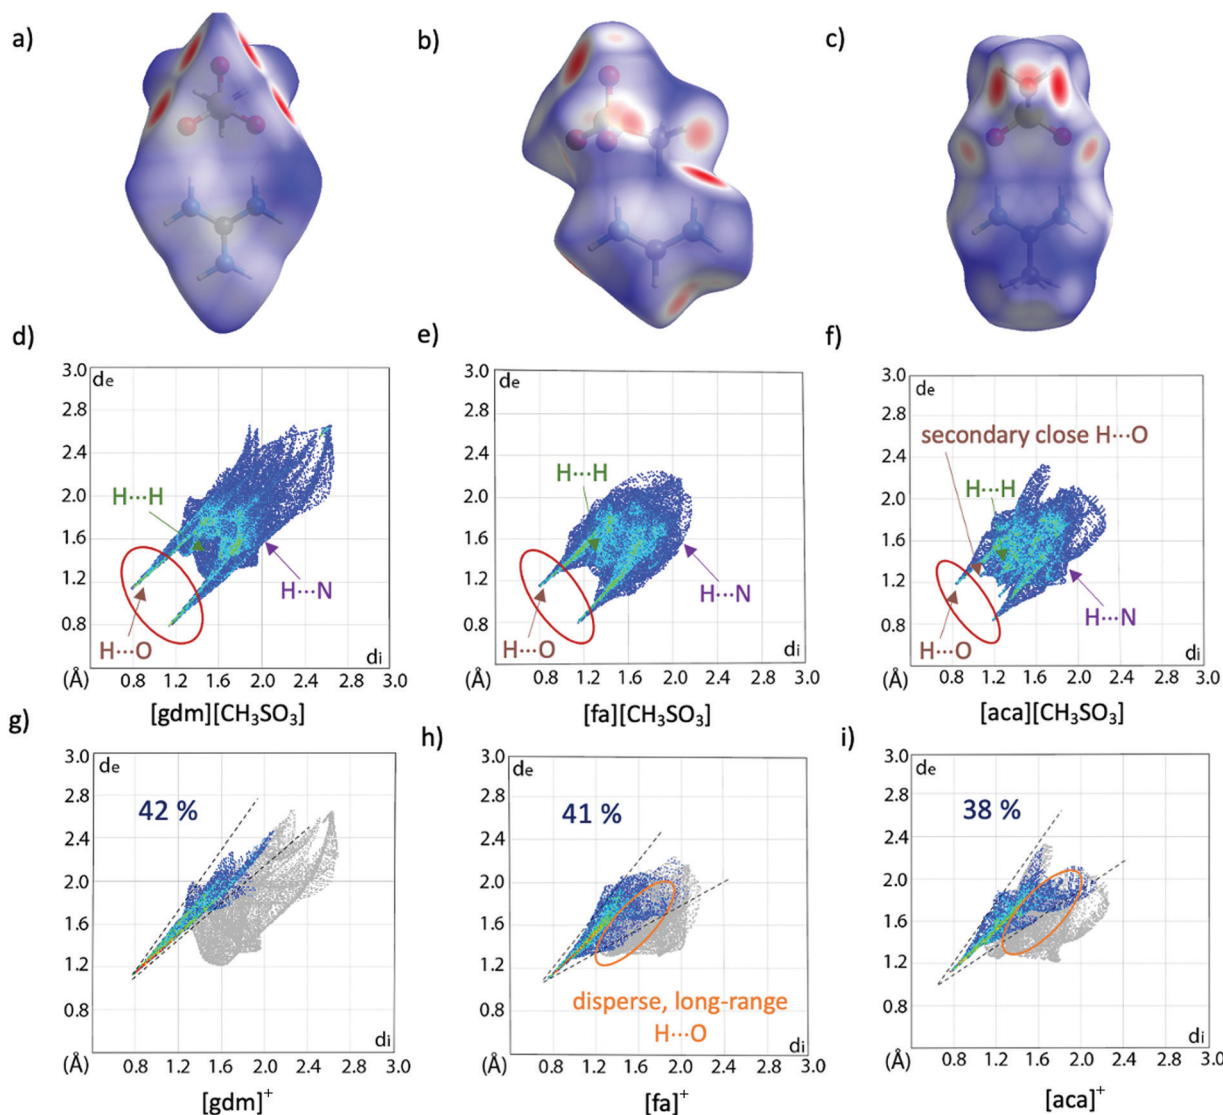 a)
b)
c)
d)
e)
f)
3.0
2.8
2.4
2.0
1.6
1.2
0.8
de
H···H
H···N
H···O
di
(Å)
0.8 1.2 1.6 2.0 2.4 2.8 3.0
[gdm][CH₃SO₃]
3.0
2.8
2.4
2.0
1.6
1.2
0.8
de
H···H
H···N
H···O
di
(Å)
0.8 1.2 1.6 2.0 2.4 2.8 3.0
[fa][CH₃SO₃]
3.0
2.8
2.4
2.0
1.6
1.2
0.8
de
secondary close H···O
H···H
H···N
H···O
di
(Å)
0.8 1.2 1.6 2.0 2.4 2.8 3.0
[aca][CH₃SO₃]
g)
h)
i)
3.0
2.8
2.4
2.0
1.6
1.2
0.8
de
42 %
di
(Å)
0.8 1.2 1.6 2.0 2.4 2.8 3.0
[gdm]⁺
3.0
2.8
2.4
2.0
1.6
1.2
0.8
de
41 %
disperse, long-range
H···O
di
(Å)
0.8 1.2 1.6 2.0 2.4 2.8 3.0
[fa]⁺
3.0
2.8
2.4
2.0
1.6
1.2
0.8
de
38 %
di
(Å)
0.8 1.2 1.6 2.0 2.4 2.8 3.0
[aca]⁺